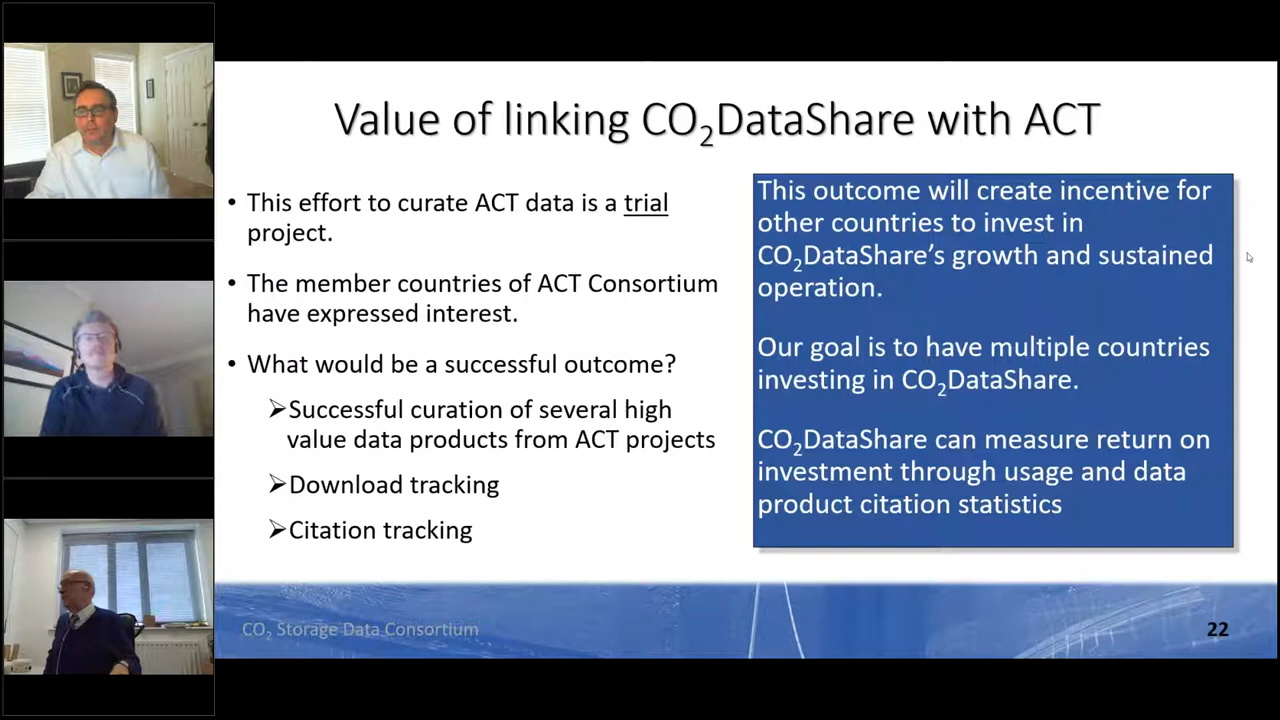 Value of linking CO₂DataShare with ACT
• This effort to curate ACT data is a trial
project.
• The member countries of ACT Consortium
have expressed interest.
• What would be a successful outcome?
➢Successful curation of several high
value data products from ACT projects
➢Download tracking
➢Citation tracking
This outcome will create incentive for
other countries to invest in
CO₂DataShare's growth and sustained
operation.
Our goal is to have multiple countries
investing in CO₂DataShare.
CO₂DataShare can measure return on
investment through usage and data
product citation statistics
CO₂ Storage Data Consortium
22